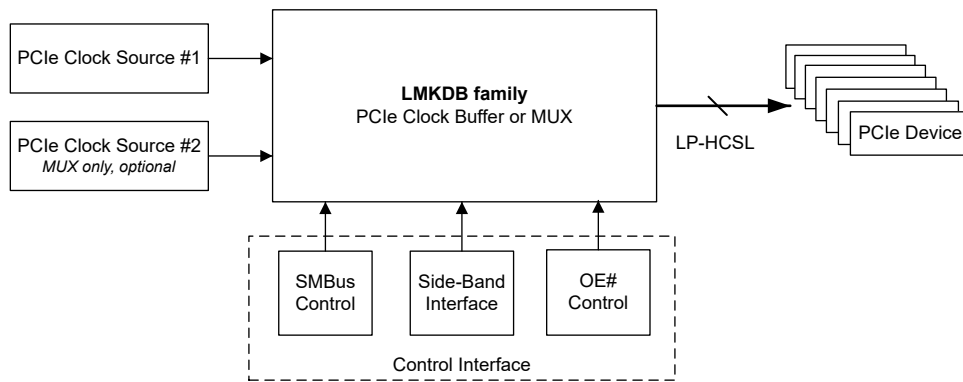 PCIe Clock Source #1
PCIe Clock Source #2
MUX only, optional
LMKDB family
PCIe Clock Buffer or MUX
LP-HCSL
PCIe Device
SMBus
Control
Side-Band
Interface
OE#
Control
Control Interface